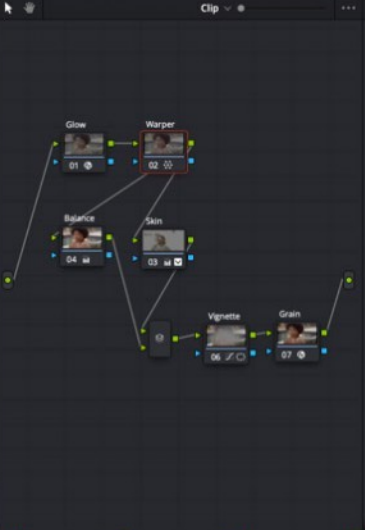 Clip
Glow
Warper
01
02
Balance
Skin
04
03
Vignette
Grain
06
07